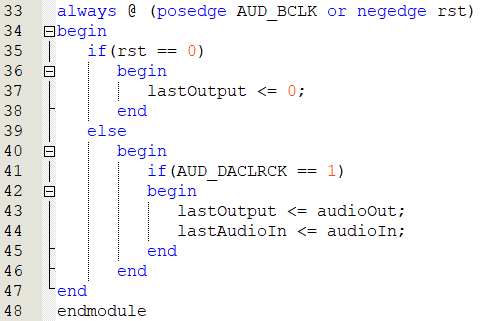 33 always @ (posedge AUD_BCLK or negedge rst)
34 begin
35 if(rst == 0)
36 begin
37 lastOutput <= 0;
38 end
39 else
40 begin
41 if(AUD_DACLRCK == 1)
42 begin
43 lastOutput <= audioOut;
44 lastAudioIn <= audioIn;
45 end
46 end
47 end
48 endmodule